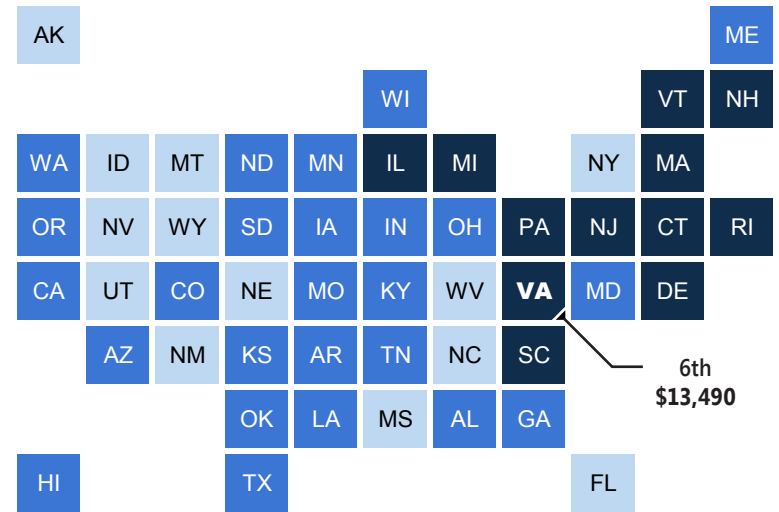 AK ME
WI VT NH
WA ID MT ND MN IL MI NY MA
OR NV WY SD IA IN OH PA NJ CT RI
CA UT CO NE MO KY WV VA MD DE
AZ NM KS AR TN NC SC
6th
$13,490
OK LA MS AL GA
HI TX FL